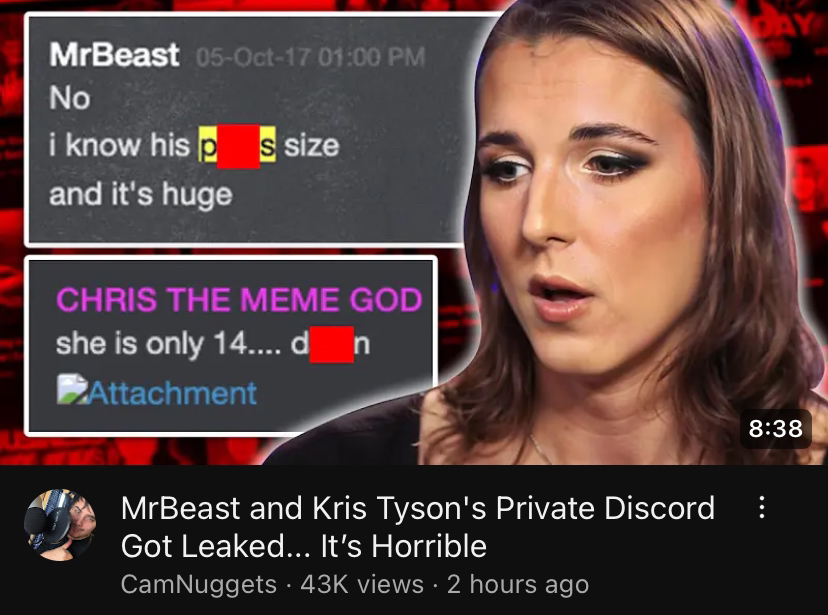 MrBeast 05-Oct-17 01:00 PM
No
i know his p s size
and it's huge
CHRIS THE MEME GOD
she is only 14.... d n
Attachment
DAY
8:38
MrBeast and Kris Tyson's Private Discord
Got Leaked... It’s Horrible
CamNuggets · 43K views · 2 hours ago